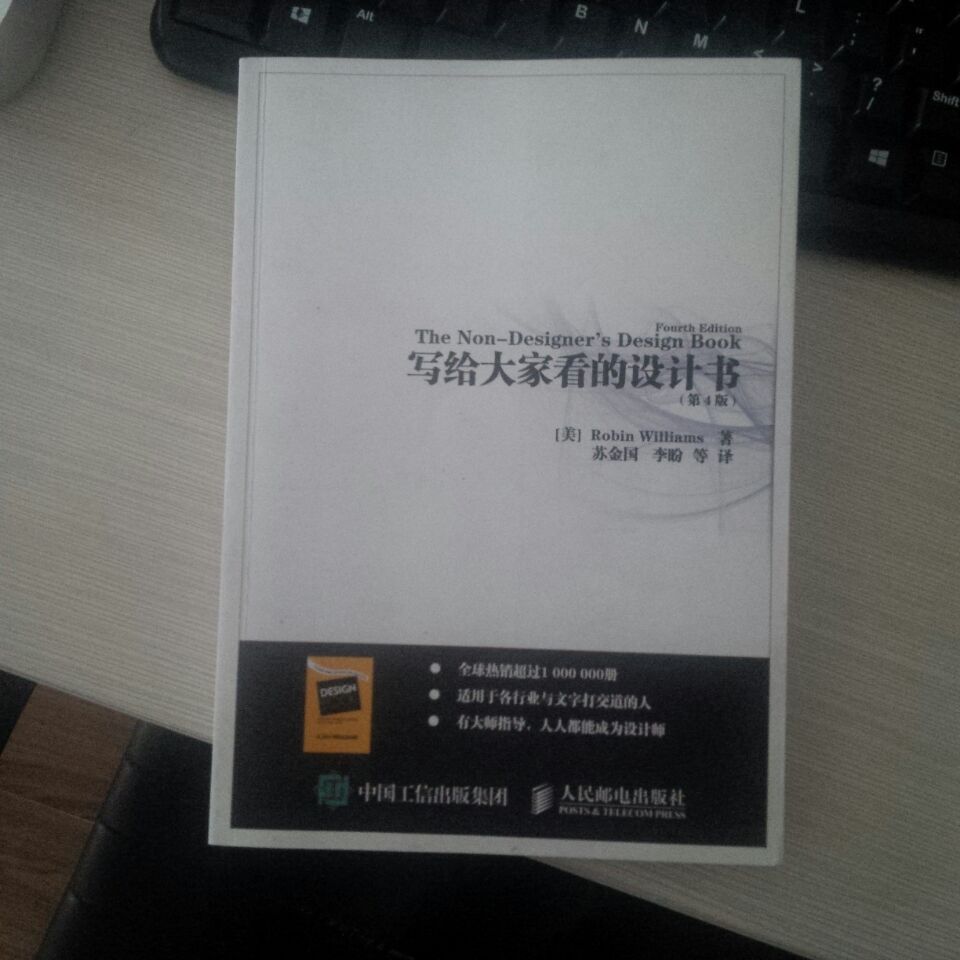 Alt
B
N
M
L
<
>
:
;
"
'
?
/
Shift
Fourth Edition
The Non-Designer's Design Book
写给大家看的设计书
（第 4 版）
[美] Robin Williams 著
苏金国 李盼 等 译
DESIGN
● 全球热销超过1 000 000册
● 适用于各行业与文字打交道的人
● 有大师指导，人人都能成为设计师
中国工信出版集团
人民邮电出版社
POSTS & TELECOM PRESS